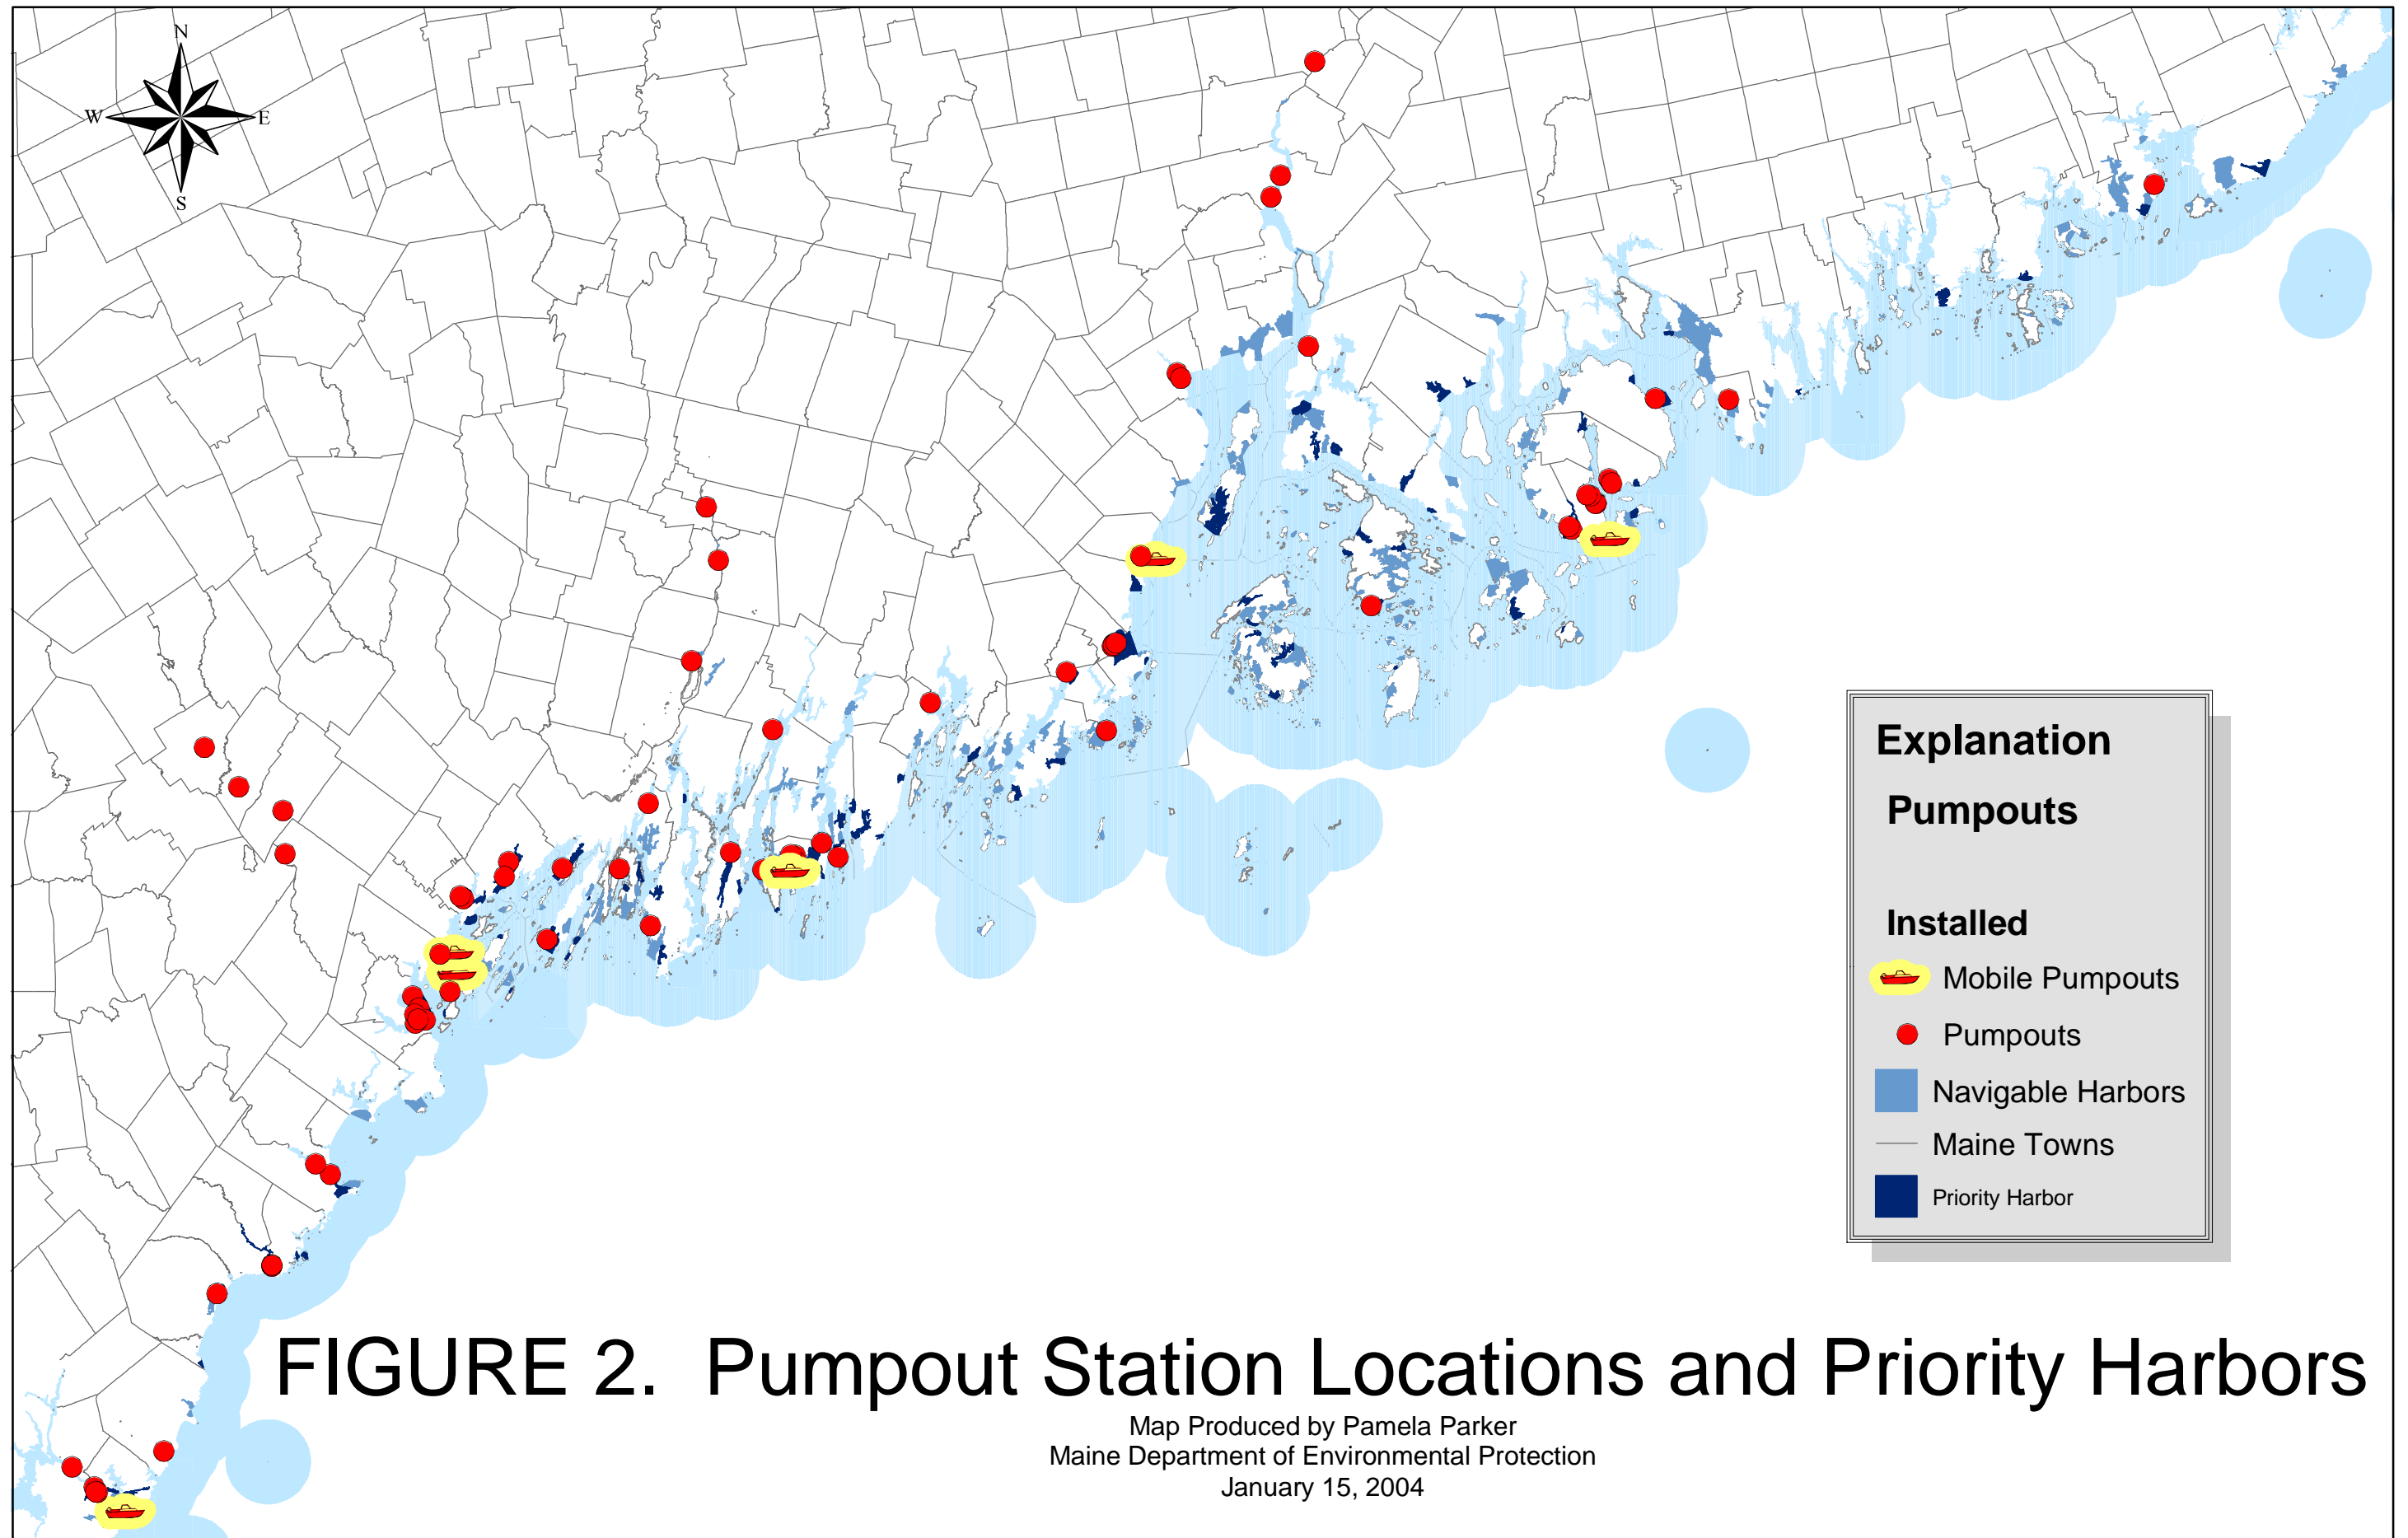 N
W
E
S
Explanation
Pumpouts
Installed
Mobile Pumpouts
Pumpouts
Navigable Harbors
Maine Towns
Priority Harbor
FIGURE 2. Pumpout Station Locations and Priority Harbors
Map Produced by Pamela Parker
Maine Department of Environmental Protection
January 15, 2004